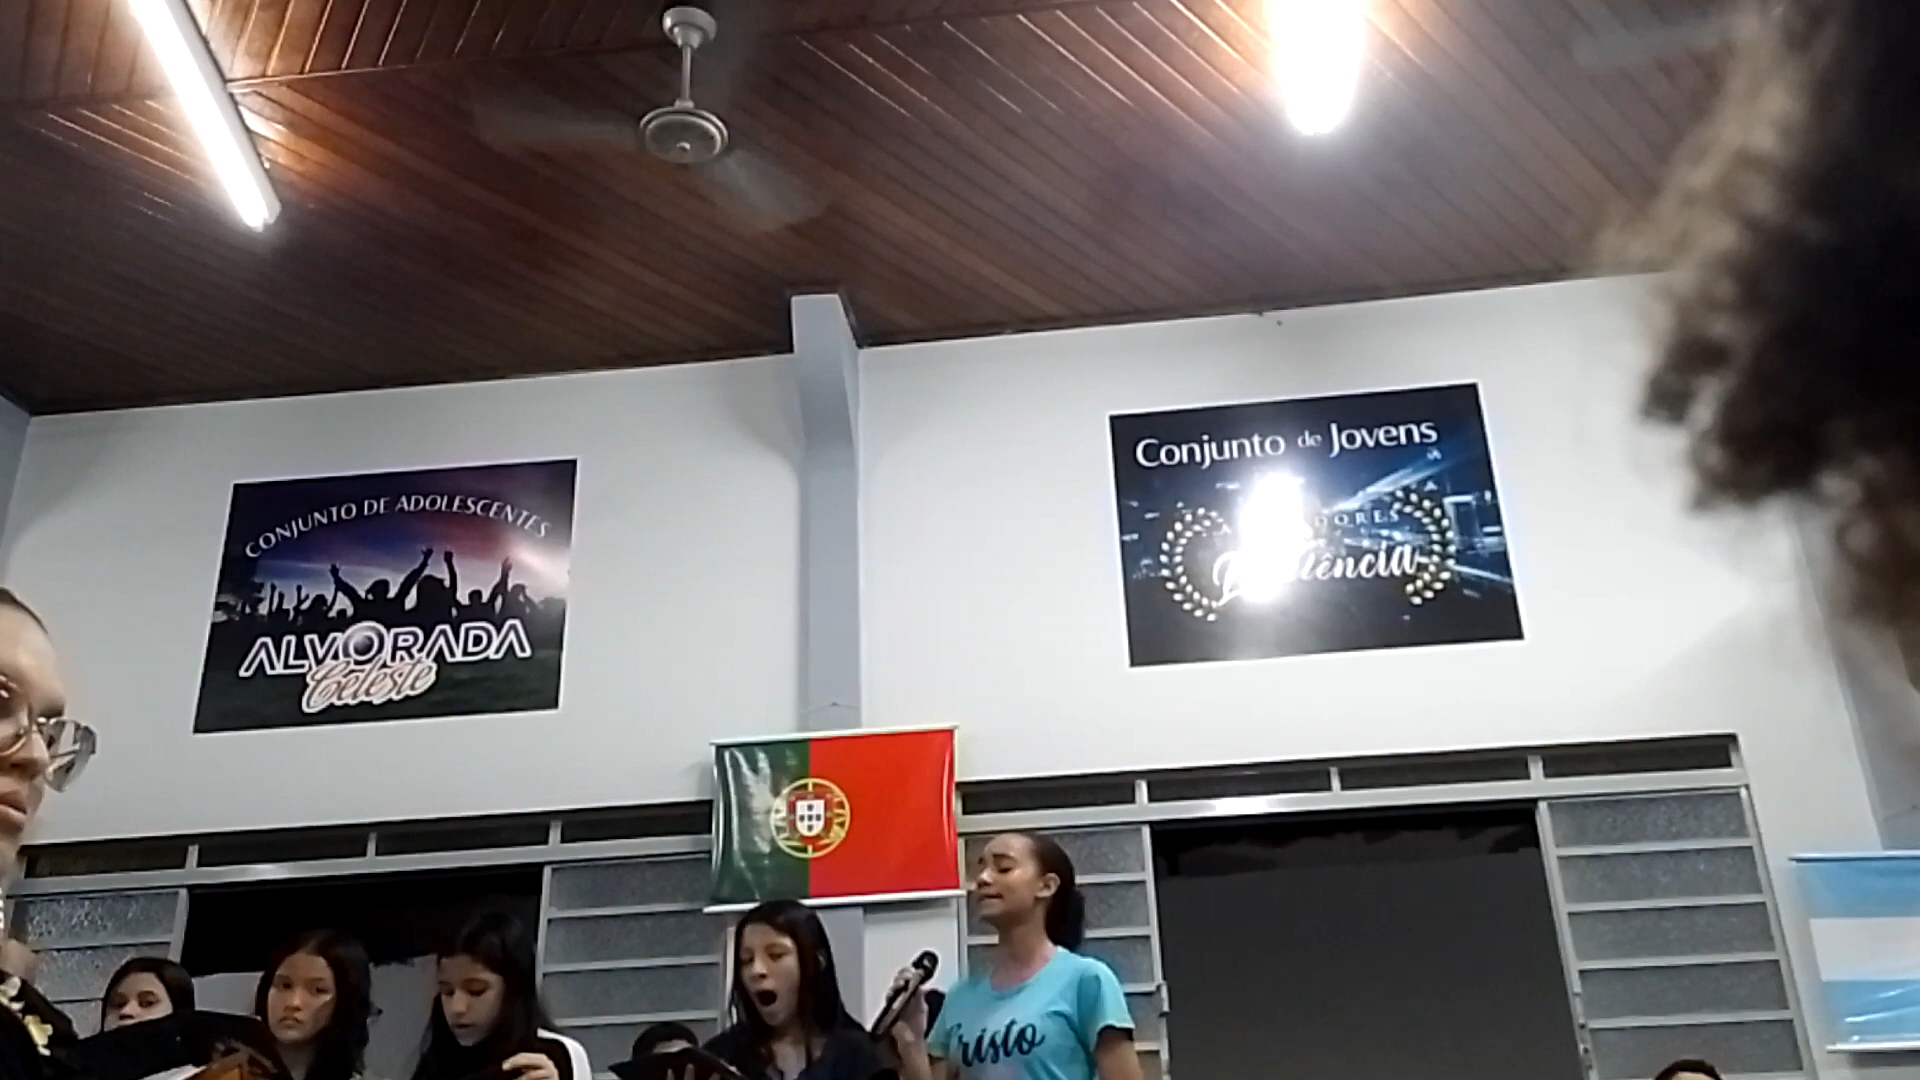 CONJUNTO DE ADOLESCENTES
ALVORADA
Celeste
Conjunto de Jovens
Cristo